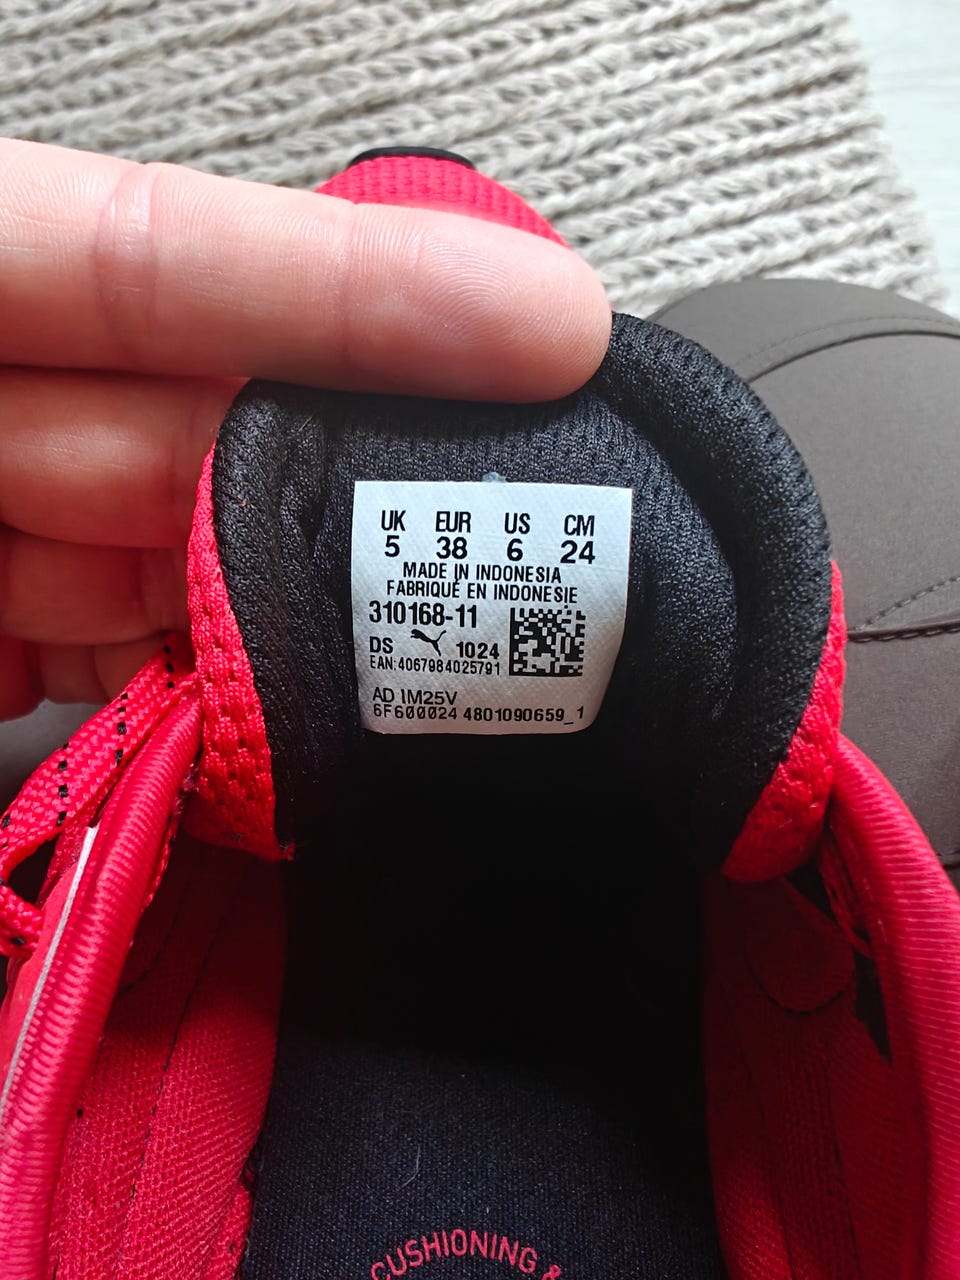 UK EUR US CM
5 38 6 24
MADE IN INDONESIA
FABRIQUÉ EN INDONESIE
310168-11
DS 1024
EAN:4067984025791
AD 1M25V
6F600024 4801090659_1
CUSHIONING &